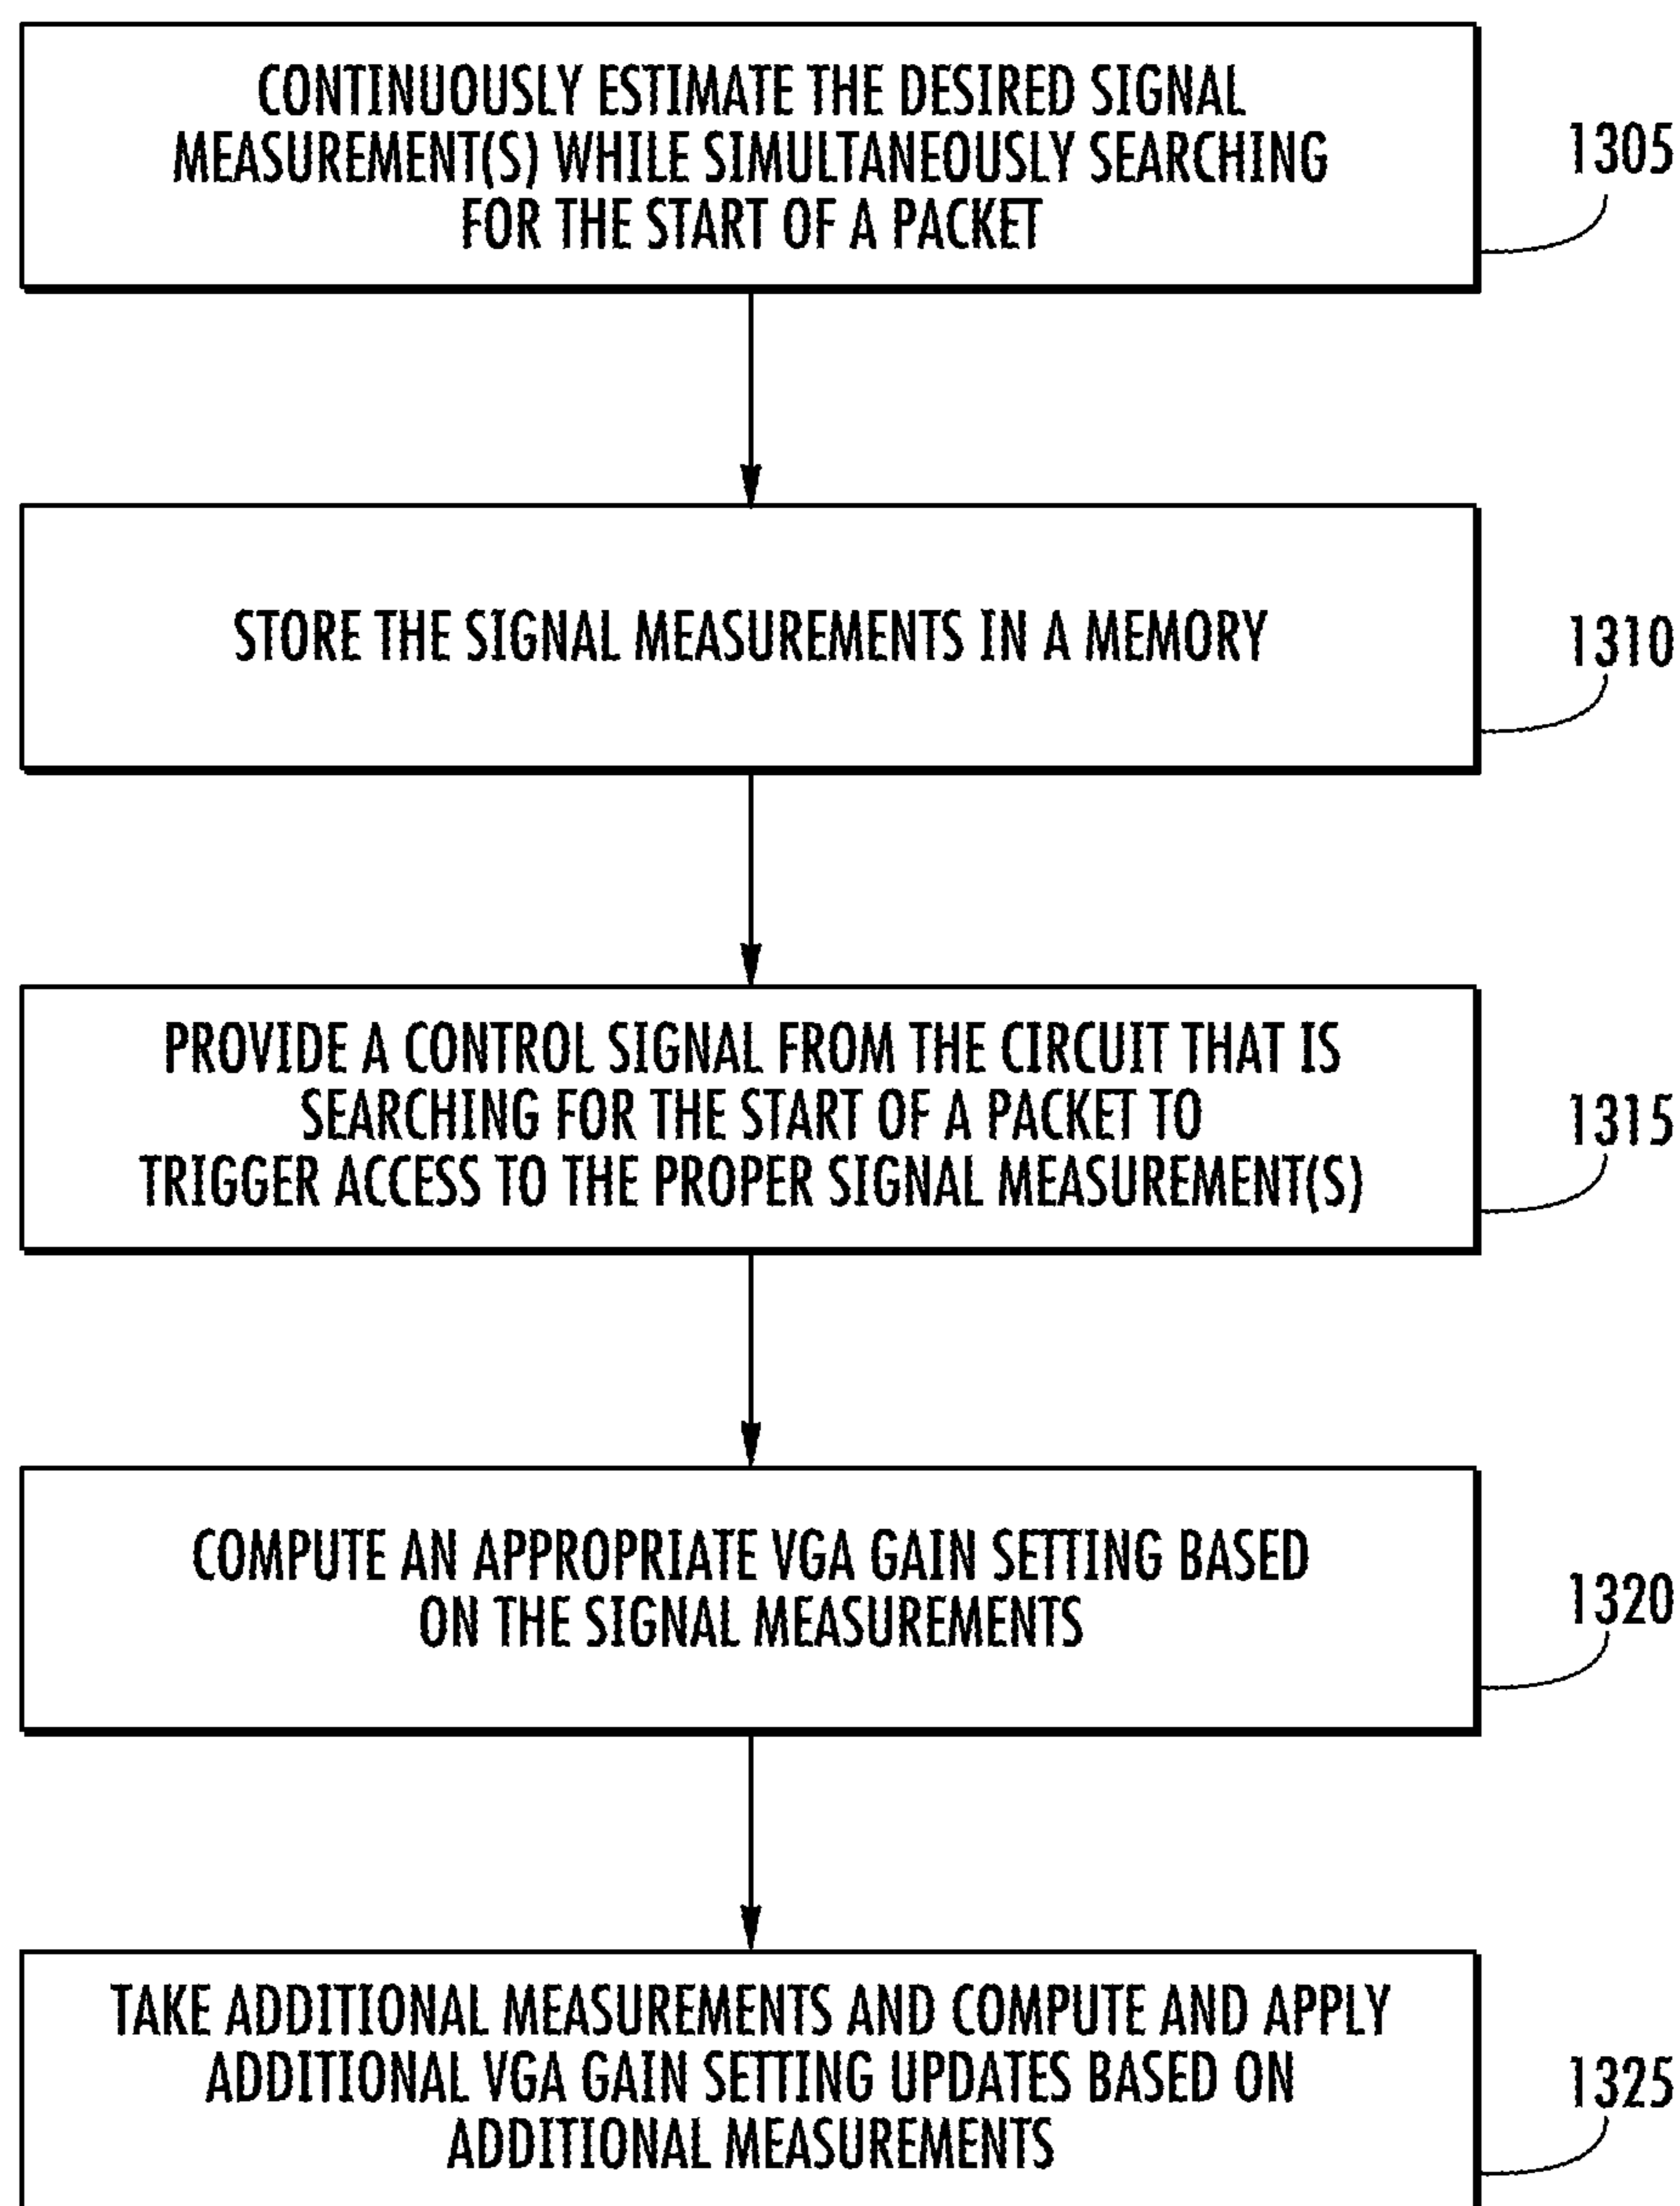 CONTINUOUSLY ESTIMATE THE DESIRED SIGNAL
MEASUREMENT(S) WHILE SIMULTANEOUSLY SEARCHING
FOR THE START OF A PACKET
1305
STORE THE SIGNAL MEASUREMENTS IN A MEMORY
1310
PROVIDE A CONTROL SIGNAL FROM THE CIRCUIT THAT IS
SEARCHING FOR THE START OF A PACKET TO
TRIGGER ACCESS TO THE PROPER SIGNAL MEASUREMENT(S)
1315
COMPUTE AN APPROPRIATE VGA GAIN SETTING BASED
ON THE SIGNAL MEASUREMENTS
1320
TAKE ADDITIONAL MEASUREMENTS AND COMPUTE AND APPLY
ADDITIONAL VGA GAIN SETTING UPDATES BASED ON
ADDITIONAL MEASUREMENTS
1325